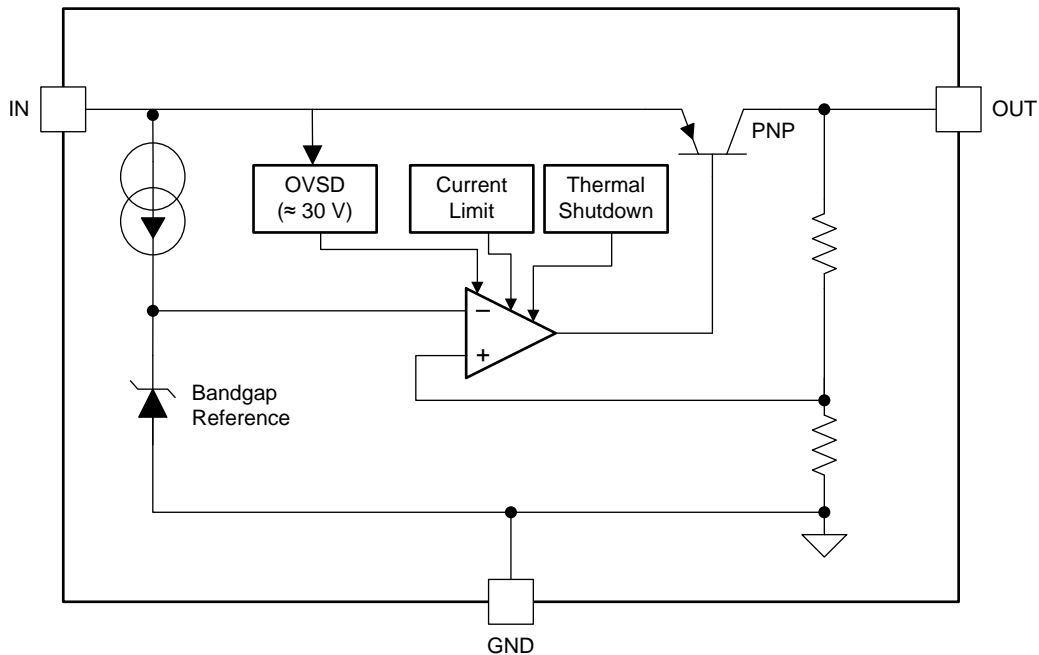 IN
OUT
PNP
OVSD
(≈ 30 V)
Current
Limit
Thermal
Shutdown
−
+
Bandgap
Reference
GND